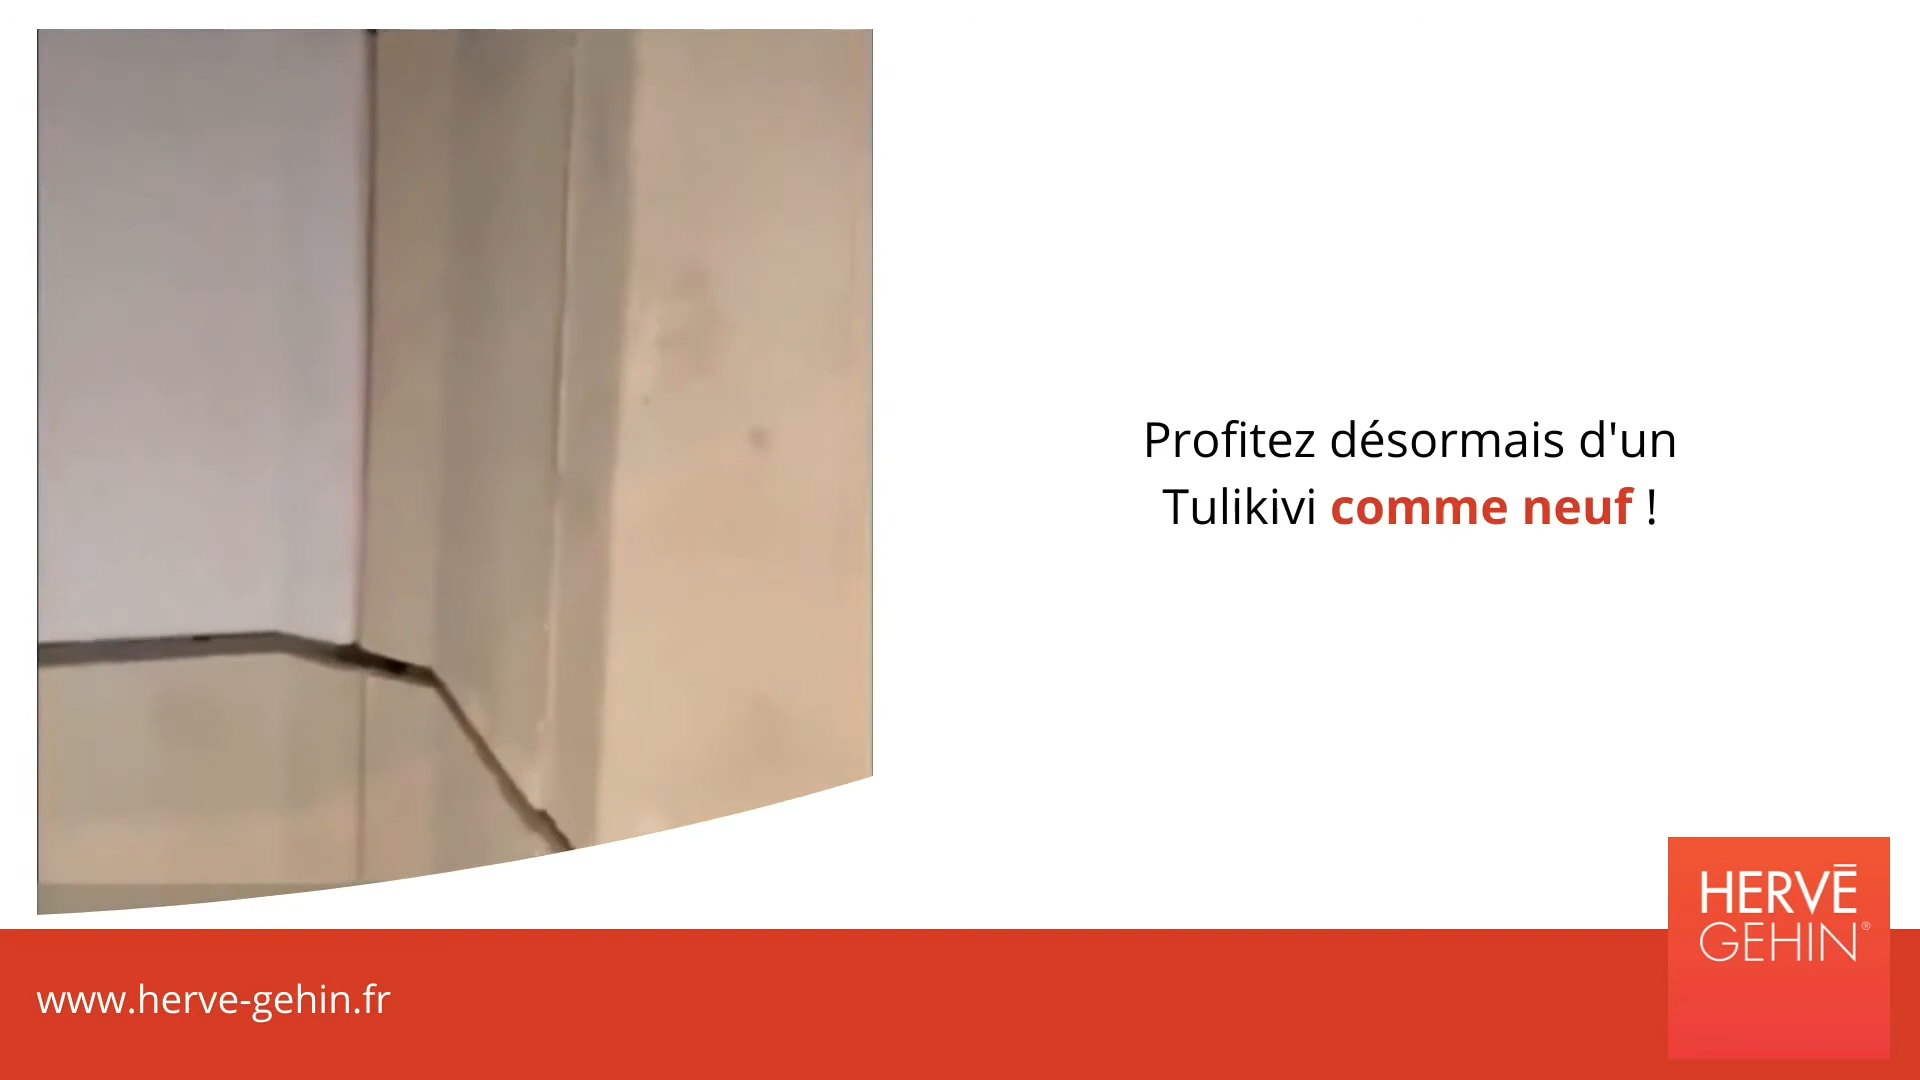 Profitez désormais d'un
Tulikivi comme neuf !
HERVĒ
GEHIN®
www.herve-gehin.fr